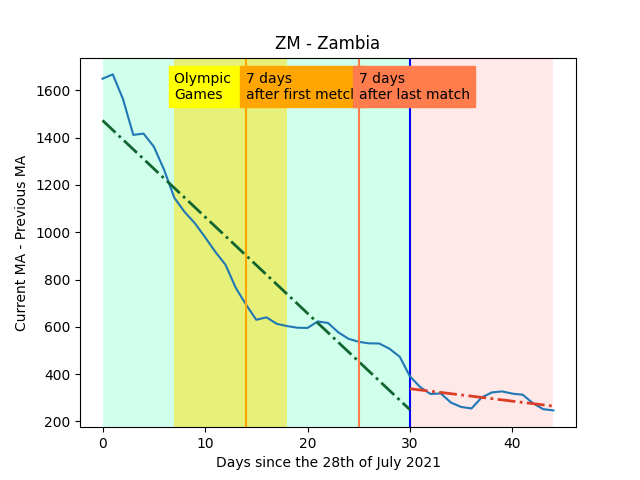 ZM - Zambia
Olympic
Games
7 days
after first match
7 days
after last match
1600
1400
1200
1000
800
600
400
200
Current MA - Previous MA
0
10
20
30
40
Days since the 28th of July 2021